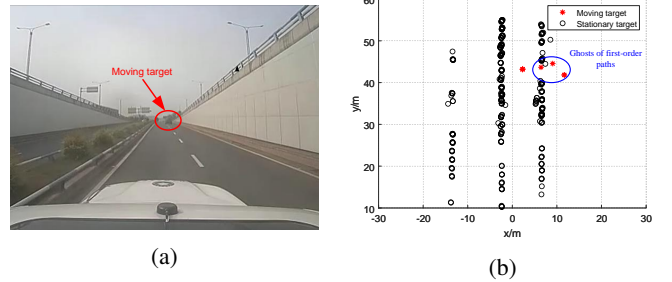 Moving target
(a)
60
50
40
30
20
10
y/m
-30
-20
-10
0
10
20
30
x/m
Moving target
Stationary target
Ghosts of first-order
paths
(b)